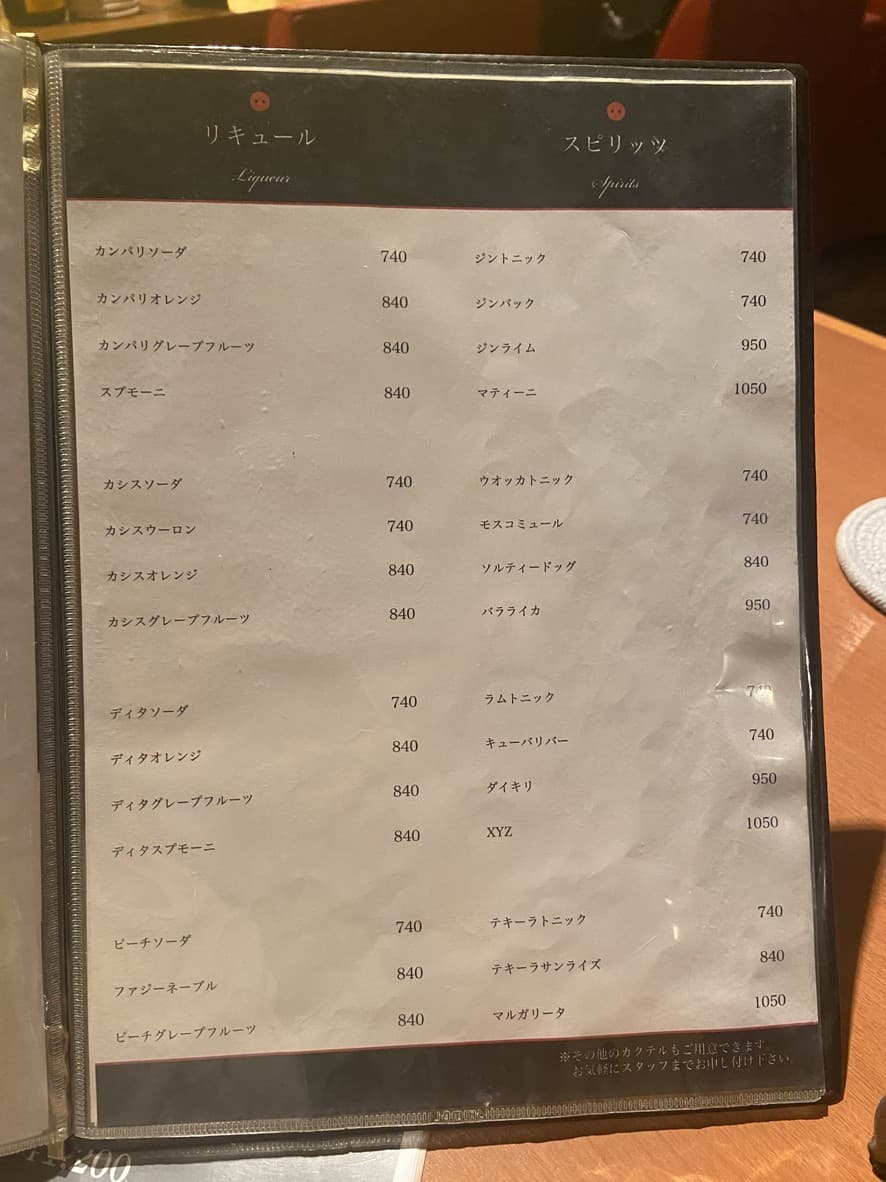 リキュール
Liqueur
カンパリソーダ 740
カンパリオレンジ 840
カンパリグレープフルーツ 840
スプモーニ 840
カシスソーダ 740
カシスウーロン 740
カシスオレンジ 840
カシスグレープフルーツ 840
ディタソーダ 740
ディタオレンジ 840
ディタグレープフルーツ 840
ディタスプモーニ 840
ピーチソーダ 740
ファジーネーブル 840
ピーチグレープフルーツ 840
スピリッツ
Spirits
ジントニック 740
ジンバック 740
ジンライム 950
マティーニ 1050
ウオッカトニック 740
モスコミュール 740
ソルティードッグ 840
バラライカ 950
ラムトニック 740
キューバリバー 740
ダイキリ 950
XYZ 1050
テキーラトニック 740
テキーラサンライズ 840
マルガリータ 1050
※その他のカクテルもご用意できます。
お気軽にスタッフまでお申し付け下さい。